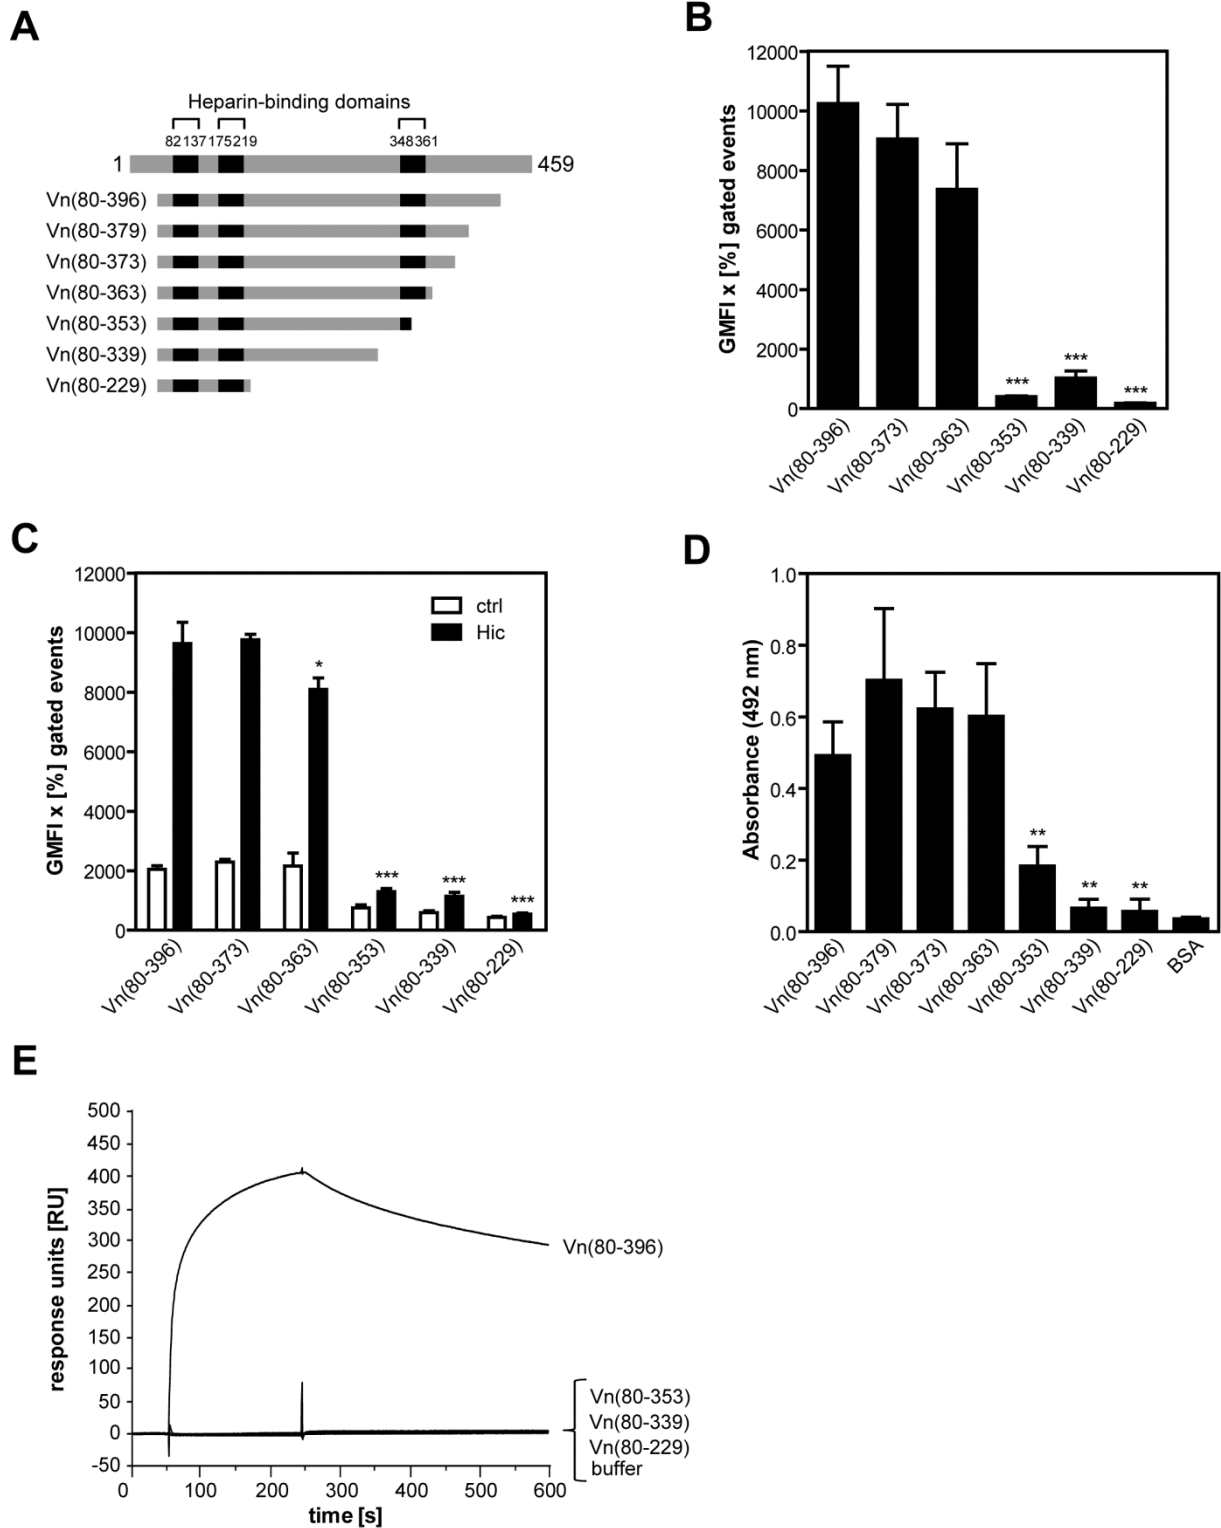 A
Heparin-binding domains
82 137 175 219 348 361
1 459
Vn(80-396)
Vn(80-379)
Vn(80-373)
Vn(80-363)
Vn(80-353)
Vn(80-339)
Vn(80-229)
B
GMFI x [%] gated events
12000
10000
8000
6000
4000
2000
0
***
***
***
Vn(80-396)
Vn(80-373)
Vn(80-363)
Vn(80-353)
Vn(80-339)
Vn(80-229)
C
GMFI x [%] gated events
12000
10000
8000
6000
4000
2000
0
ctrl
Hic
*
***
***
***
Vn(80-396)
Vn(80-373)
Vn(80-363)
Vn(80-353)
Vn(80-339)
Vn(80-229)
D
Absorbance (492 nm)
1.0
0.8
0.6
0.4
0.2
0.0
**
**
**
Vn(80-396)
Vn(80-379)
Vn(80-373)
Vn(80-363)
Vn(80-353)
Vn(80-339)
Vn(80-229)
BSA
E
response units [RU]
500
450
400
350
300
250
200
150
100
50
0
-50
Vn(80-396)
Vn(80-353)
Vn(80-339)
Vn(80-229)
buffer
0 100 200 300 400 500 600
time [s]